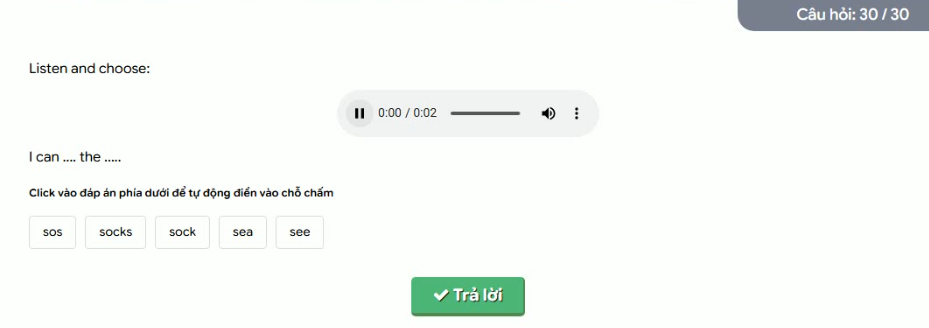 Câu hỏi: 30 / 30
Listen and choose:
0:00 / 0:02
I can .... the .....
Click vào đáp án phía dưới để tự động điền vào chỗ chấm
sos socks sock sea see
Trả lời